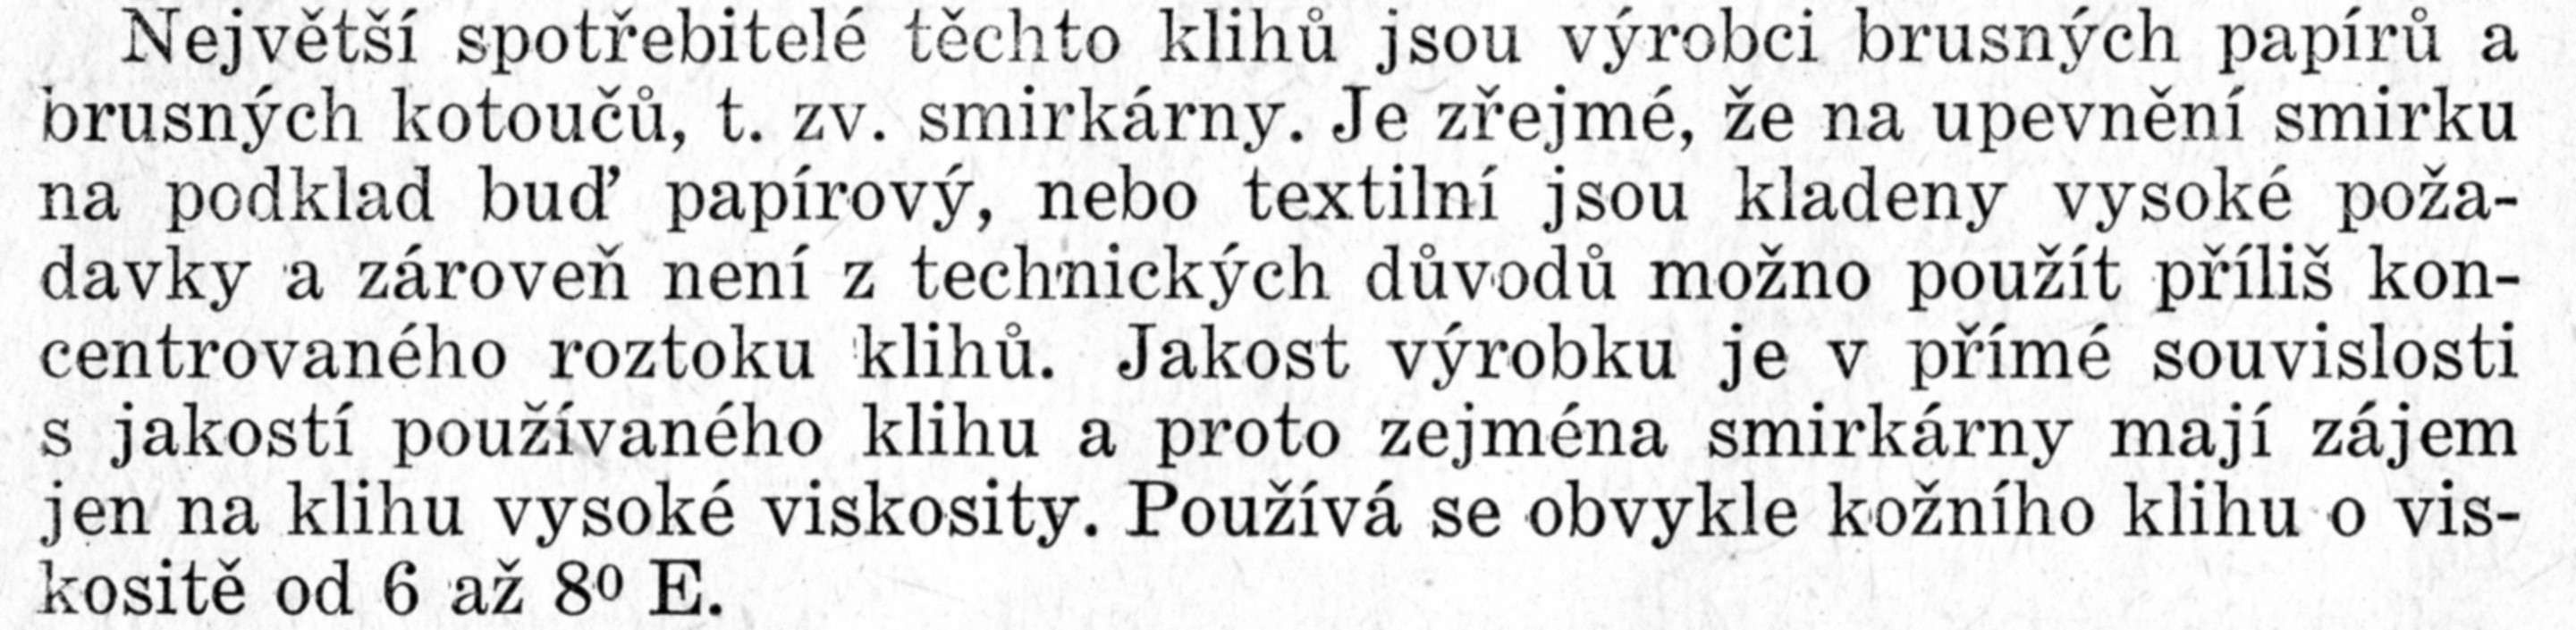 Největší spotřebitelé těchto klihů jsou výrobci brusných papírů a
brusných kotoučů, t. zv. smirkárny. Je zřejmé, že na upevnění smirku
na podklad buď papírový, nebo textilní jsou kladeny vysoké poža-
davky a zároveň není z technických důvodů možno použít příliš kon-
centrovaného roztoku klihů. Jakost výrobku je v přímé souvislosti
s jakostí používaného klihu a proto zejména smirkárny mají zájem
jen na klihu vysoké viskosity. Používá se obvykle kožního klihu o vis-
kositě od 6 až 8⁰ E.